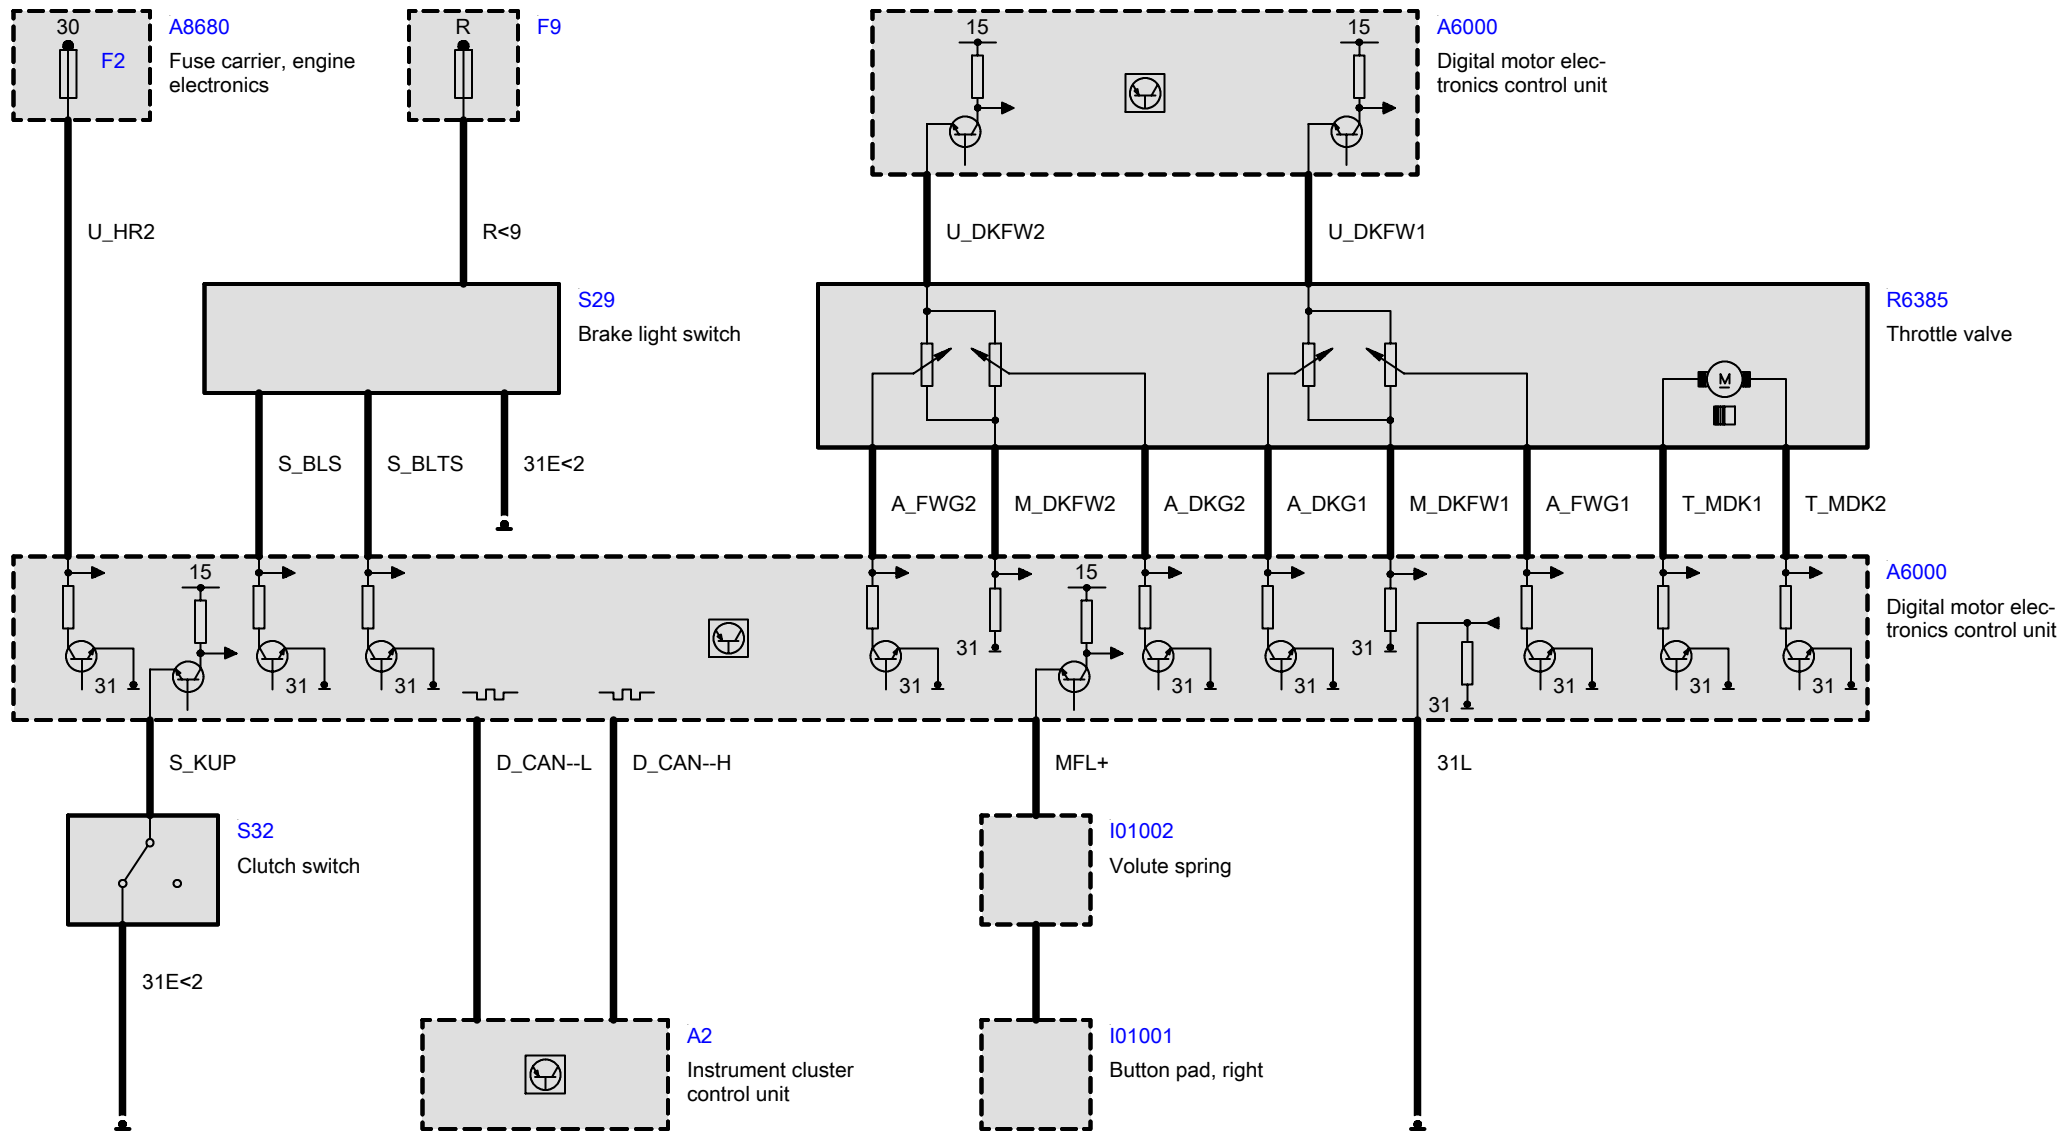 30
A8680
F2
Fuse carrier, engine
electronics
R
F9
15
15
A6000
Digital motor elec-
tronics control unit
U_HR2
R<9
U_DKFW2
U_DKFW1
S29
Brake light switch
R6385
Throttle valve
M
S_BLS
S_BLTS
31E<2
A_FWG2
M_DKFW2
A_DKG2
A_DKG1
M_DKFW1
A_FWG1
T_MDK1
T_MDK2
15
15
A6000
Digital motor elec-
tronics control unit
31
31
31
31
31
31
31
31
31
31
31
31
S_KUP
D_CAN--L
D_CAN--H
MFL+
31L
S32
Clutch switch
I01002
Volute spring
31E<2
A2
Instrument cluster
control unit
I01001
Button pad, right